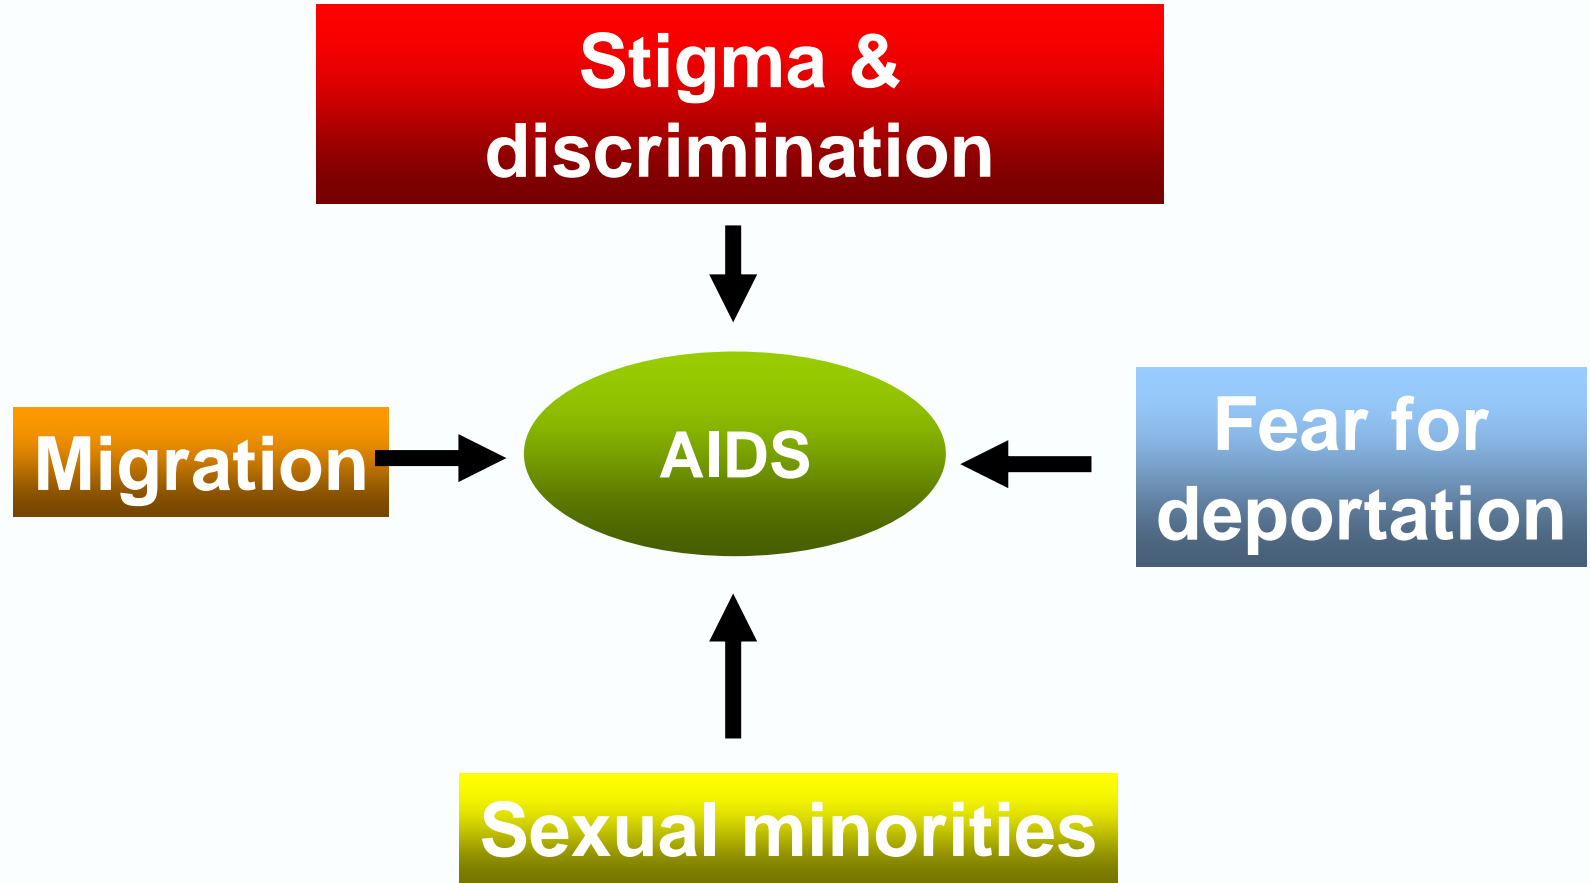 Stigma &
discrimination
Migration
AIDS
Fear for
deportation
Sexual minorities